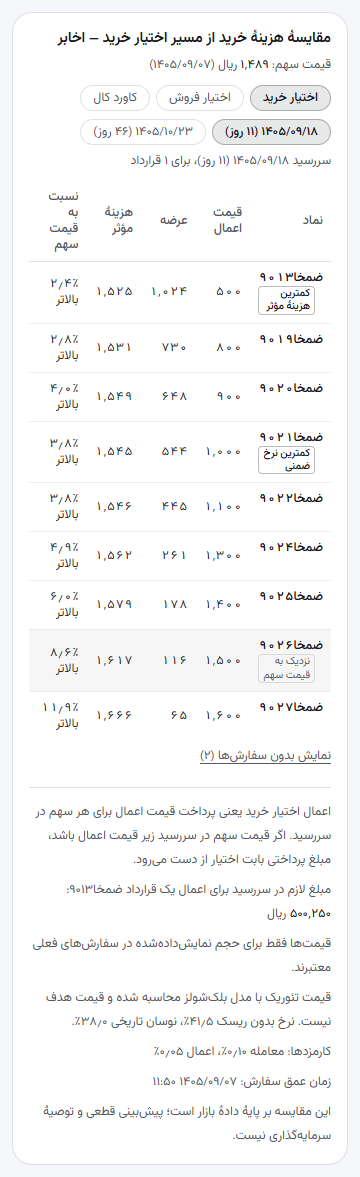 مقایسهٔ هزینهٔ خرید از مسیر اختیار خرید – اخابر
قیمت سهم: ۱,۴۸۹ ریال (۱۴۰۵/۰۹/۰۷)
اختیار خرید
اختیار فروش
کاورد کال
۱۴۰۵/۰۹/۱۸ (۱۱ روز)
۱۴۰۵/۱۰/۲۳ (۴۶ روز)
سررسید ۱۴۰۵/۰۹/۱۸ (۱۱ روز)، برای ۱ قرارداد
نماد قیمت اعمال عرضه هزینهٔ مؤثر نسبت به قیمت سهم
ضمخا۹۰۱۳ ۵۰۰ ۱,۰۲۴ ۱,۵۲۵ ۲٫۴٪ بالاتر
کمترین هزینهٔ مؤثر
ضمخا۹۰۱۹ ۸۰۰ ۷۳۰ ۱,۵۳۱ ۲٫۸٪ بالاتر
ضمخا۹۰۲۰ ۹۰۰ ۶۴۸ ۱,۵۴۹ ۴٫۰٪ بالاتر
ضمخا۹۰۲۱ ۱,۰۰۰ ۵۴۴ ۱,۵۴۵ ۳٫۸٪ بالاتر
کمترین نرخ ضمنی
ضمخا۹۰۲۲ ۱,۱۰۰ ۴۴۵ ۱,۵۴۶ ۳٫۸٪ بالاتر
ضمخا۹۰۲۴ ۱,۳۰۰ ۲۶۱ ۱,۵۶۲ ۴٫۹٪ بالاتر
ضمخا۹۰۲۵ ۱,۴۰۰ ۱۷۸ ۱,۵۷۹ ۶٫۰٪ بالاتر
ضمخا۹۰۲۶ ۱,۵۰۰ ۱۱۶ ۱,۶۱۷ ۸٫۶٪ بالاتر
نزدیک به قیمت سهم
ضمخا۹۰۲۷ ۱,۶۰۰ ۶۵ ۱,۶۶۶ ۱۱٫۹٪ بالاتر
نمایش بدون سفارش‌ها (۲)
اعمال اختیار خرید یعنی پرداخت قیمت اعمال برای هر سهم در
سررسید. اگر قیمت سهم در سررسید زیر قیمت اعمال باشد،
مبلغ پرداختی بابت اختیار از دست می‌رود.
مبلغ لازم در سررسید برای اعمال یک قرارداد ضمخا۹۰۱۳:
۵۰۰,۲۵۰ ریال
قیمت‌ها فقط برای حجم نمایش‌داده‌شده در سفارش‌های فعلی
معتبرند.
قیمت تئوریک با مدل بلک‌شولز محاسبه شده و قیمت هدف
نیست. نرخ بدون ریسک ۴۱٫۵٪، نوسان تاریخی ۳۸٫۰٪.
کارمزدها: معامله ۰٫۱۰٪، اعمال ۰٫۰۵٪
زمان عمق سفارش: ۱۴۰۵/۰۹/۰۷ ۱۱:۵۰
این مقایسه بر پایهٔ دادهٔ بازار است؛ پیش‌بینی قطعی و توصیهٔ
سرمایه‌گذاری نیست.